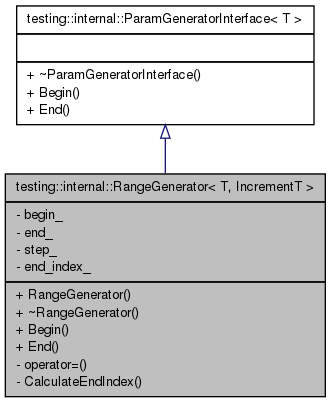 testing::internal::ParamGeneratorInterface< T >
+ ~ParamGeneratorInterface()
+ Begin()
+ End()
testing::internal::RangeGenerator< T, IncrementT >
- begin_
- end_
- step_
- end_index_
+ RangeGenerator()
+ ~RangeGenerator()
+ Begin()
+ End()
- operator=()
- CalculateEndIndex()